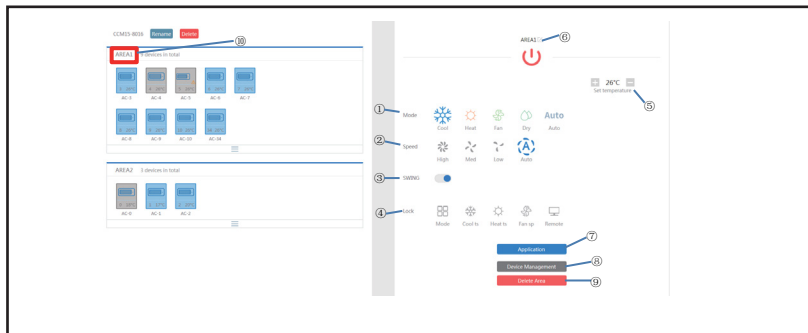 CCM15-8016 Rename Delete
⑩
AREA1 9 devices in total
AC-3 AC-4 AC-5 AC-6 AC-7
AC-8 AC-9 AC-10 AC-14
AREA2 3 devices in total
AC-0 AC-1 AC-2
AREA1
⑥
26°C
Set temperature
⑤
① Mode
Cool Heat Fan Dry Auto
Auto
② Speed
High Med Low Auto
A
③ SWING
④ Lock
Mode Cool ts Heat ts Fan sp Remote
⑦
Application
⑧
Device Management
⑨
Delete Area